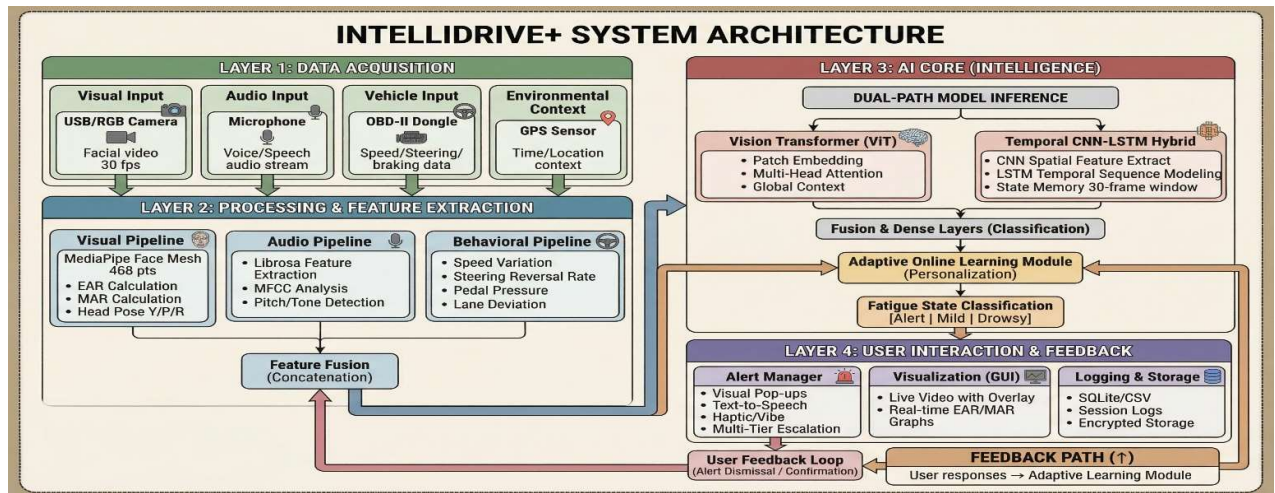 INTELLIDRIVE+ SYSTEM ARCHITECTURE
LAYER 1: DATA ACQUISITION
Visual Input
USB/RGB Camera
Facial video
30 fps
Audio Input
Microphone
Voice/Speech
audio stream
Vehicle Input
OBD-II Dongle
Speed/Steering/
braking data
Environmental
Context
GPS Sensor
Time/Location
context
LAYER 2: PROCESSING & FEATURE EXTRACTION
Visual Pipeline
MediaPipe Face Mesh
468 pts
• EAR Calculation
• MAR Calculation
• Head Pose Y/P/R
Audio Pipeline
• Librosa Feature
Extraction
• MFCC Analysis
• Pitch/Tone Detection
Behavioral Pipeline
• Speed Variation
• Steering Reversal Rate
• Pedal Pressure
• Lane Deviation
Feature Fusion
(Concatenation)
LAYER 3: AI CORE (INTELLIGENCE)
DUAL-PATH MODEL INFERENCE
Vision Transformer (ViT)
• Patch Embedding
• Multi-Head Attention
• Global Context
Temporal CNN-LSTM Hybrid
• CNN Spatial Feature Extract
• LSTM Temporal Sequence Modeling
• State Memory 30-frame window
Fusion & Dense Layers (Classification)
Adaptive Online Learning Module
(Personalization)
Fatigue State Classification
[Alert | Mild | Drowsy]
LAYER 4: USER INTERACTION & FEEDBACK
Alert Manager
• Visual Pop-ups
• Text-to-Speech
• Haptic/Vibe
• Multi-Tier Escalation
Visualization (GUI)
• Live Video with Overlay
• Real-time EAR/MAR
Graphs
Logging & Storage
• SQLite/CSV
• Session Logs
• Encrypted Storage
User Feedback Loop
(Alert Dismissal / Confirmation)
FEEDBACK PATH (↑)
User responses → Adaptive Learning Module